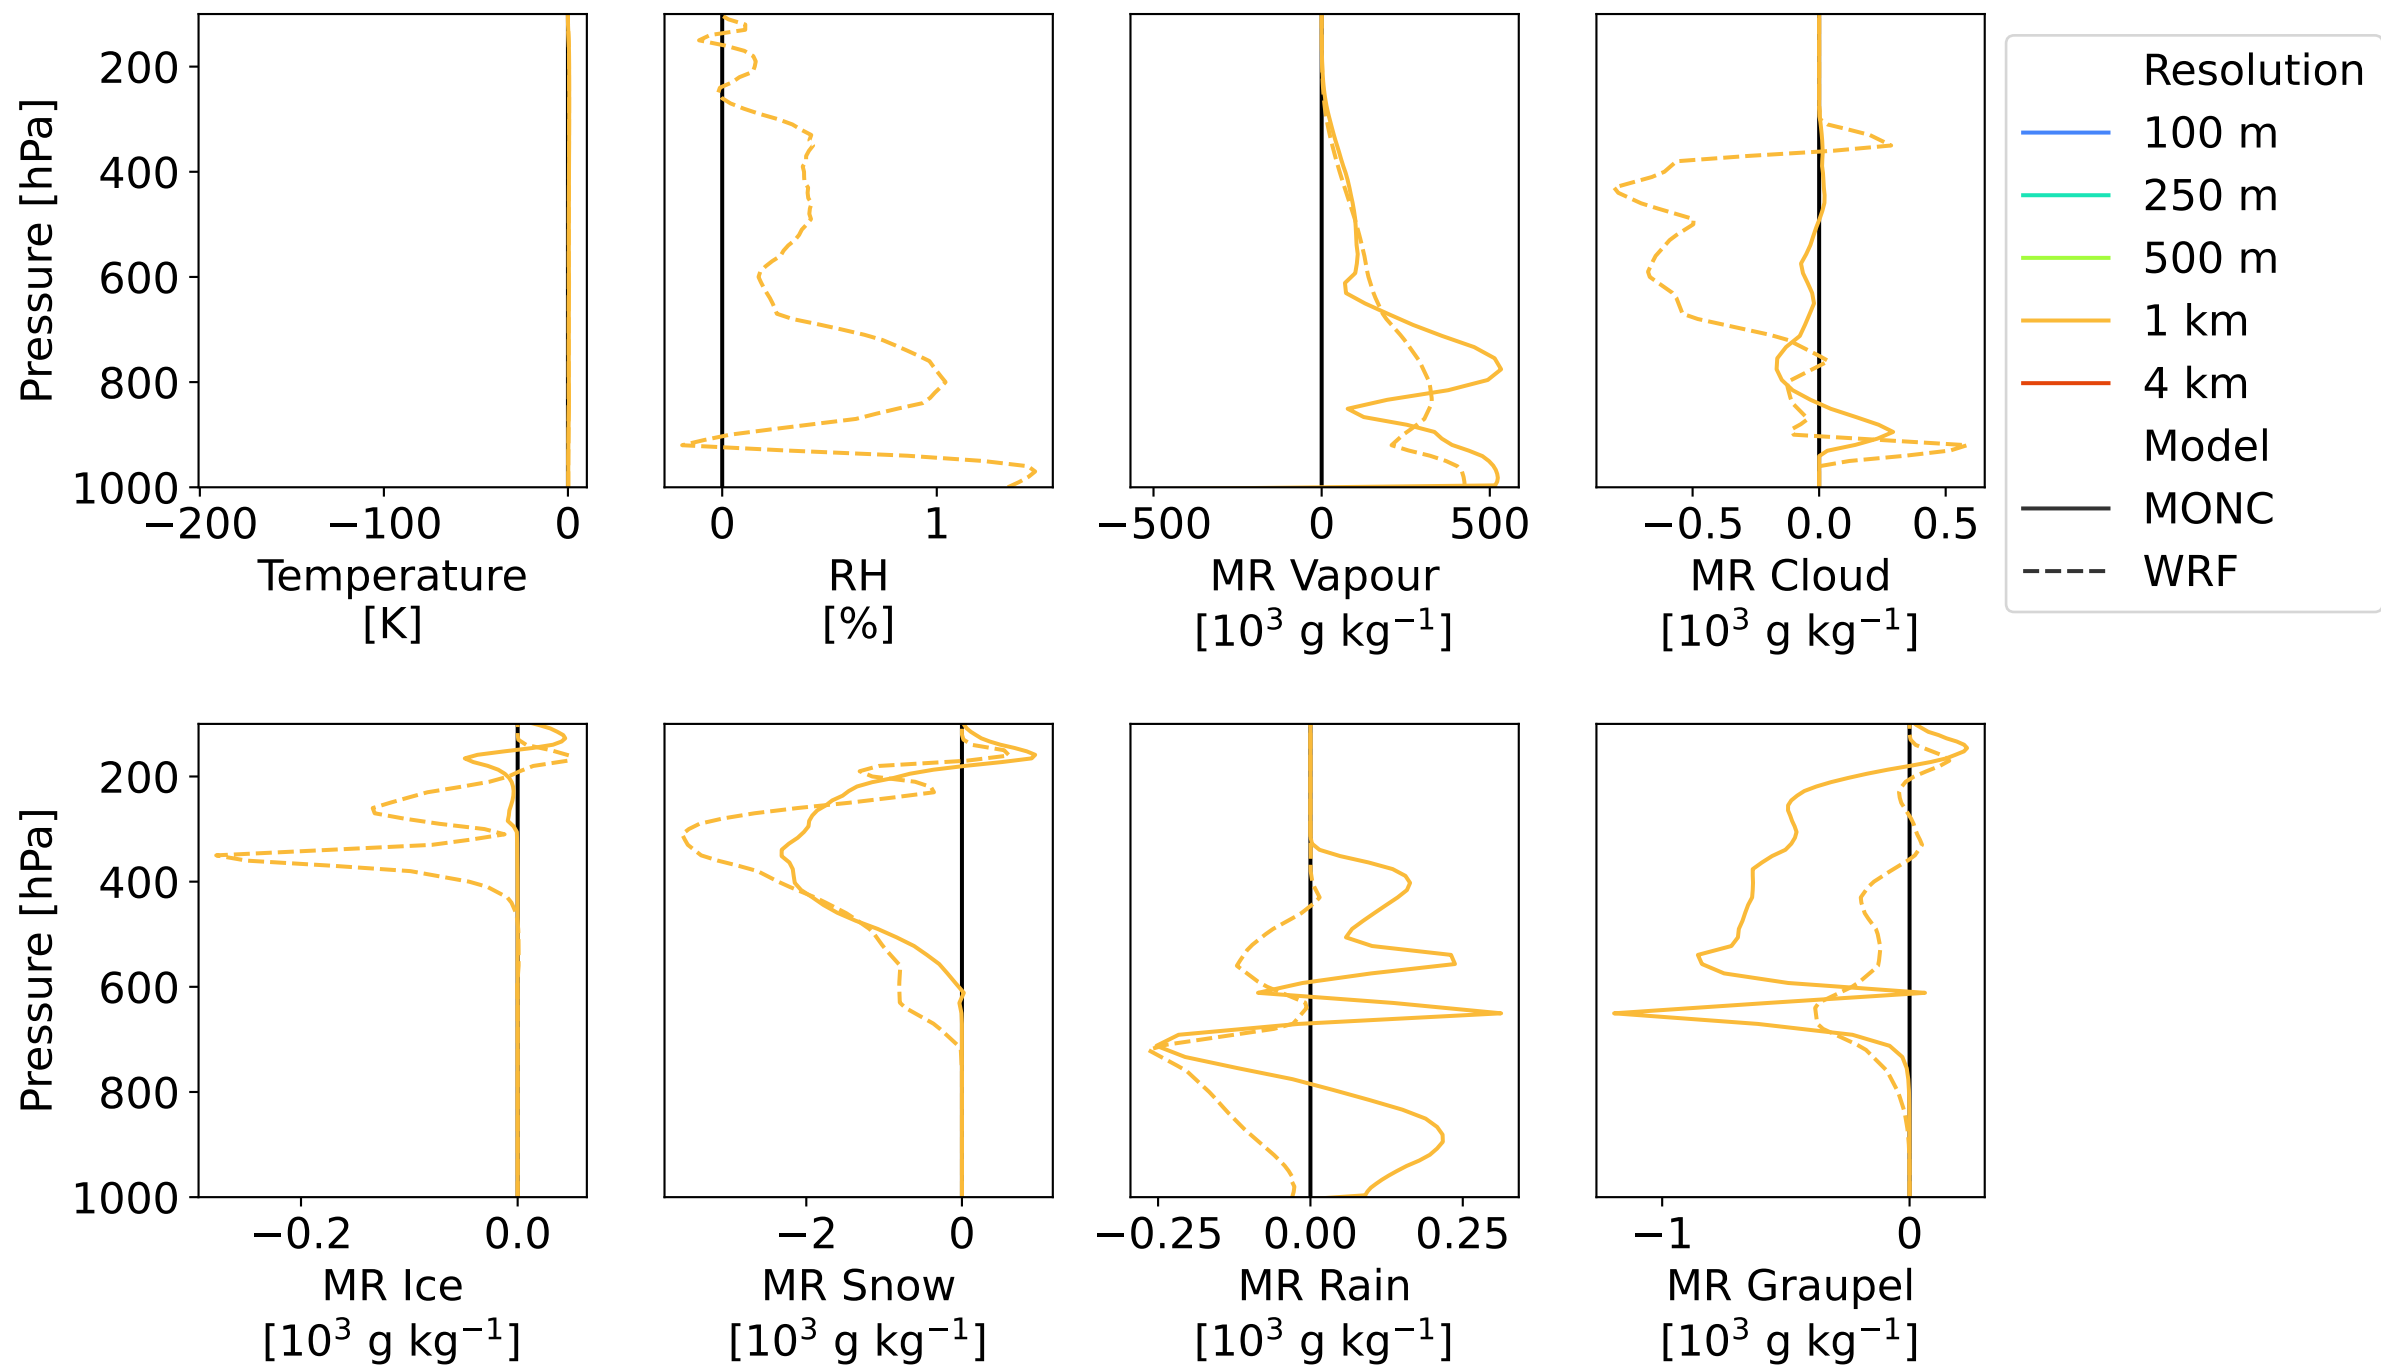 Pressure [hPa]
200
400
600
800
1000
−200 −100 0
Temperature
[K]
0 1
RH
[%]
−500 0 500
MR Vapour
[10³ g kg⁻¹]
−0.5 0.0 0.5
MR Cloud
[10³ g kg⁻¹]
Resolution
100 m
250 m
500 m
1 km
4 km
Model
MONC
WRF
Pressure [hPa]
200
400
600
800
1000
−0.2 0.0
MR Ice
[10³ g kg⁻¹]
−2 0
MR Snow
[10³ g kg⁻¹]
−0.25 0.00 0.25
MR Rain
[10³ g kg⁻¹]
−1 0
MR Graupel
[10³ g kg⁻¹]